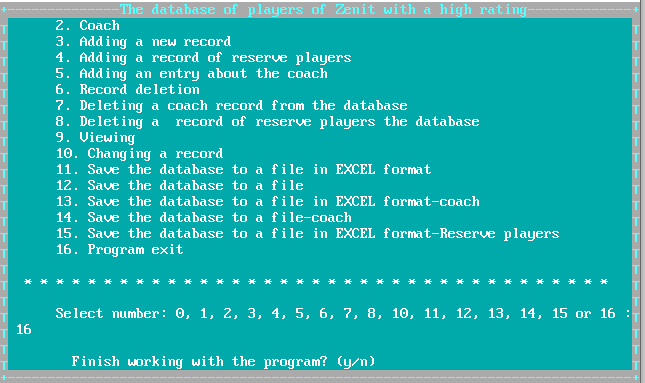 The database of players of Zenit with a high rating
2. Coach
3. Adding a new record
4. Adding a record of reserve players
5. Adding an entry about the coach
6. Record deletion
7. Deleting a coach record from the database
8. Deleting a  record of reserve players the database
9. Viewing
10. Changing a record
11. Save the database to a file in EXCEL format
12. Save the database to a file
13. Save the database to a file in EXCEL format-coach
14. Save the database to a file-coach
15. Save the database to a file in EXCEL format-Reserve players
16. Program exit
* * * * * * * * * * * * * * * * * * * * * * * * * * * * * * * * * * * * *
Select number: 0, 1, 2, 3, 4, 5, 6, 7, 8, 10, 11, 12, 13, 14, 15 or 16 :
16
Finish working with the program? (y/n)